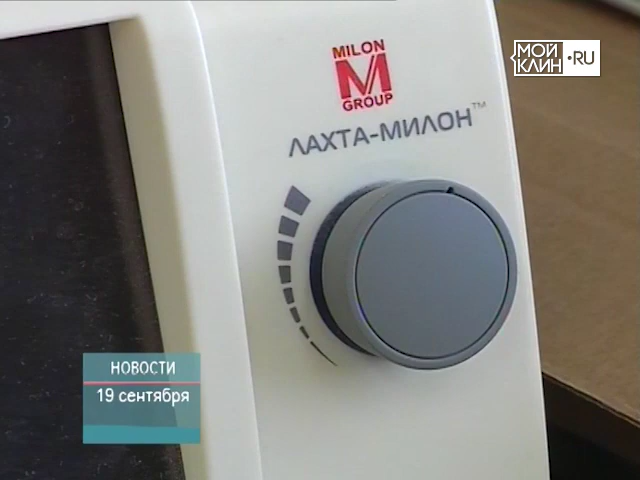 MILON
M
GROUP
ЛАХТА-МИЛОН™
МОЙ
КЛИН.RU
НОВОСТИ
19 сентября